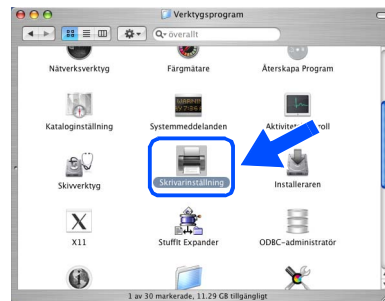 Verktygsprogram
överallt
Nätverksverktyg
Färgmätare
Återskapa Program
Kataloginställning
Systemmeddelanden
Skivverktyg
Skrivarinställning
Installeraren
X11
StuffIt Expander
ODBC-administratör
1 av 30 markerade, 11.29 GB tillgängligt